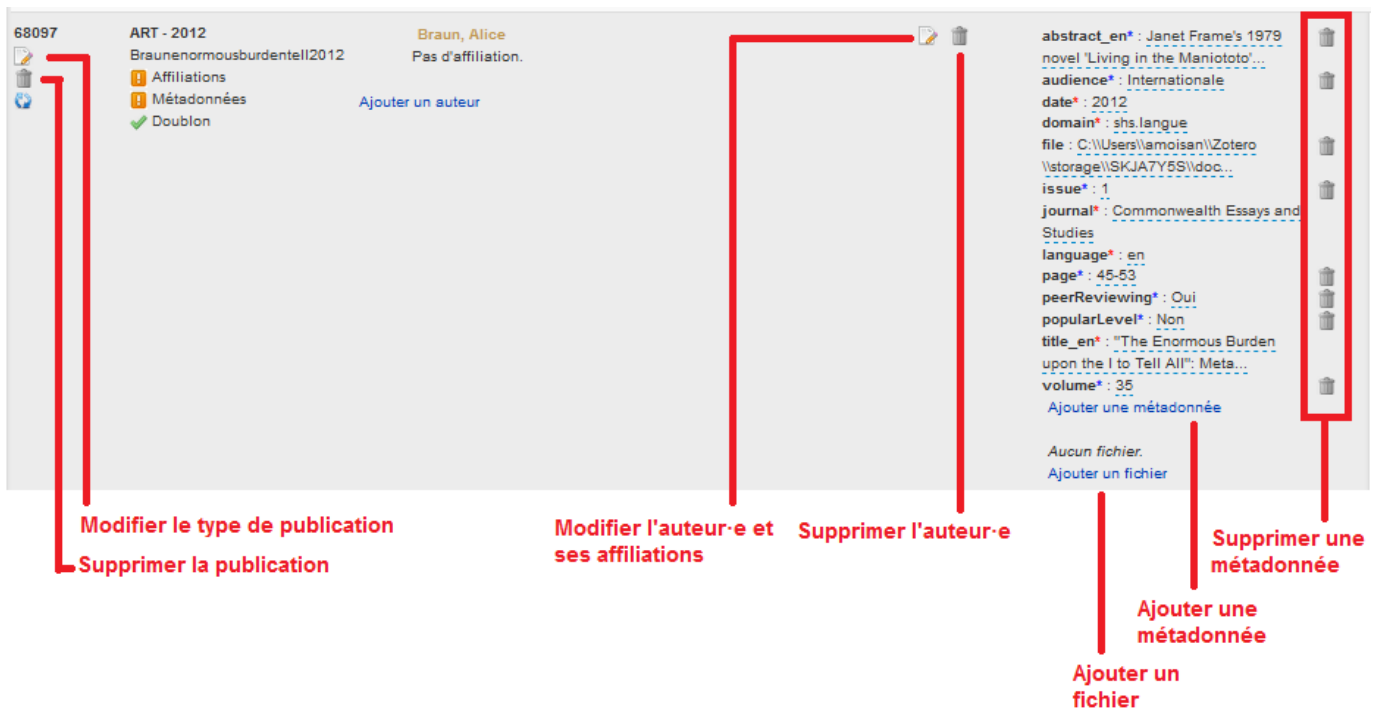 68097
ART - 2012
Braunenormousburdentell2012
Affiliations
Métadonnées
Doublon
Braun, Alice
Pas d'affiliation.
Ajouter un auteur
abstract_en* : Janet Frame's 1979
novel 'Living in the Maniototo'...
audience* : Internationale
date* : 2012
domain* : shs.langue
file : C:\\Users\\amoisan\\Zotero
\\storage\\SKJA7Y5S\\doc...
issue* : 1
journal* : Commonwealth Essays and
Studies
language* : en
page* : 45-53
peerReviewing* : Oui
popularLevel* : Non
title_en* : "The Enormous Burden
upon the I to Tell All": Meta...
volume* : 35
Ajouter une métadonnée
Aucun fichier.
Ajouter un fichier
Modifier le type de publication
Supprimer la publication
Modifier l'auteur·e et
ses affiliations
Supprimer l'auteur·e
Supprimer une
métadonnée
Ajouter une
métadonnée
Ajouter un
fichier